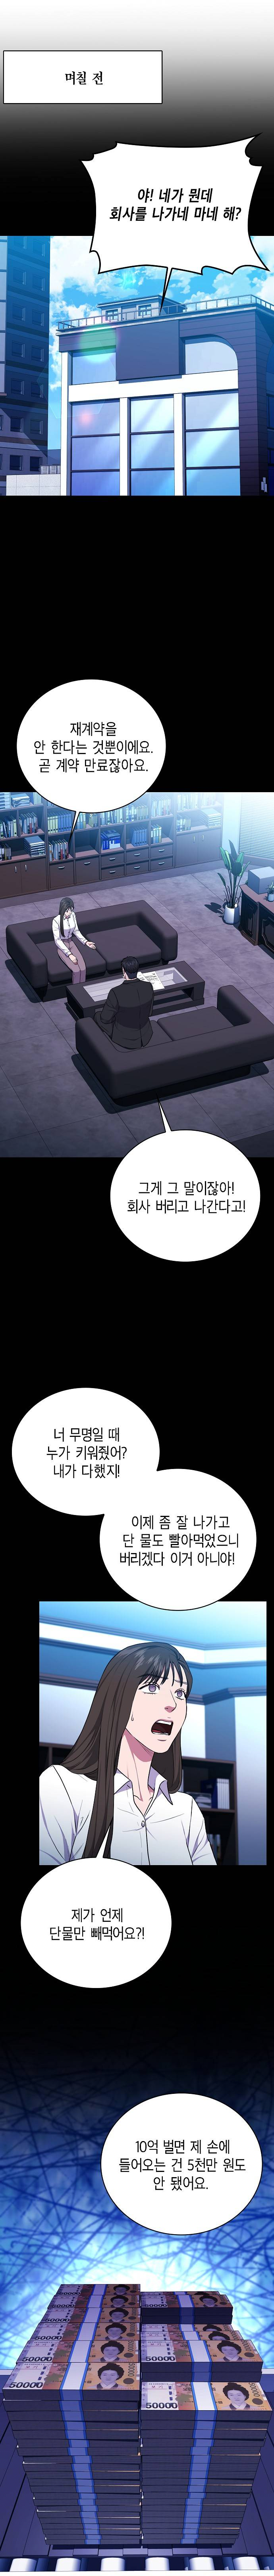 며칠 전
야! 네가 뭔데
회사를 나가네 마네 해?
재계약을
안 한다는 것뿐이에요.
곧 계약 만료잖아요.
그게 그 말이잖아!
회사 버리고 나간다고!
너 무명일 때
누가 키워줬어?
내가 다했지!
이제 좀 잘 나가고
단 물도 빨아먹었으니
버리겠다 이거 아니야!
제가 언제
단물만 빼먹어요?!
10억 벌면 제 손에
들어오는 건 5천만 원도
안 됐어요.
50000
50000
50000
50000